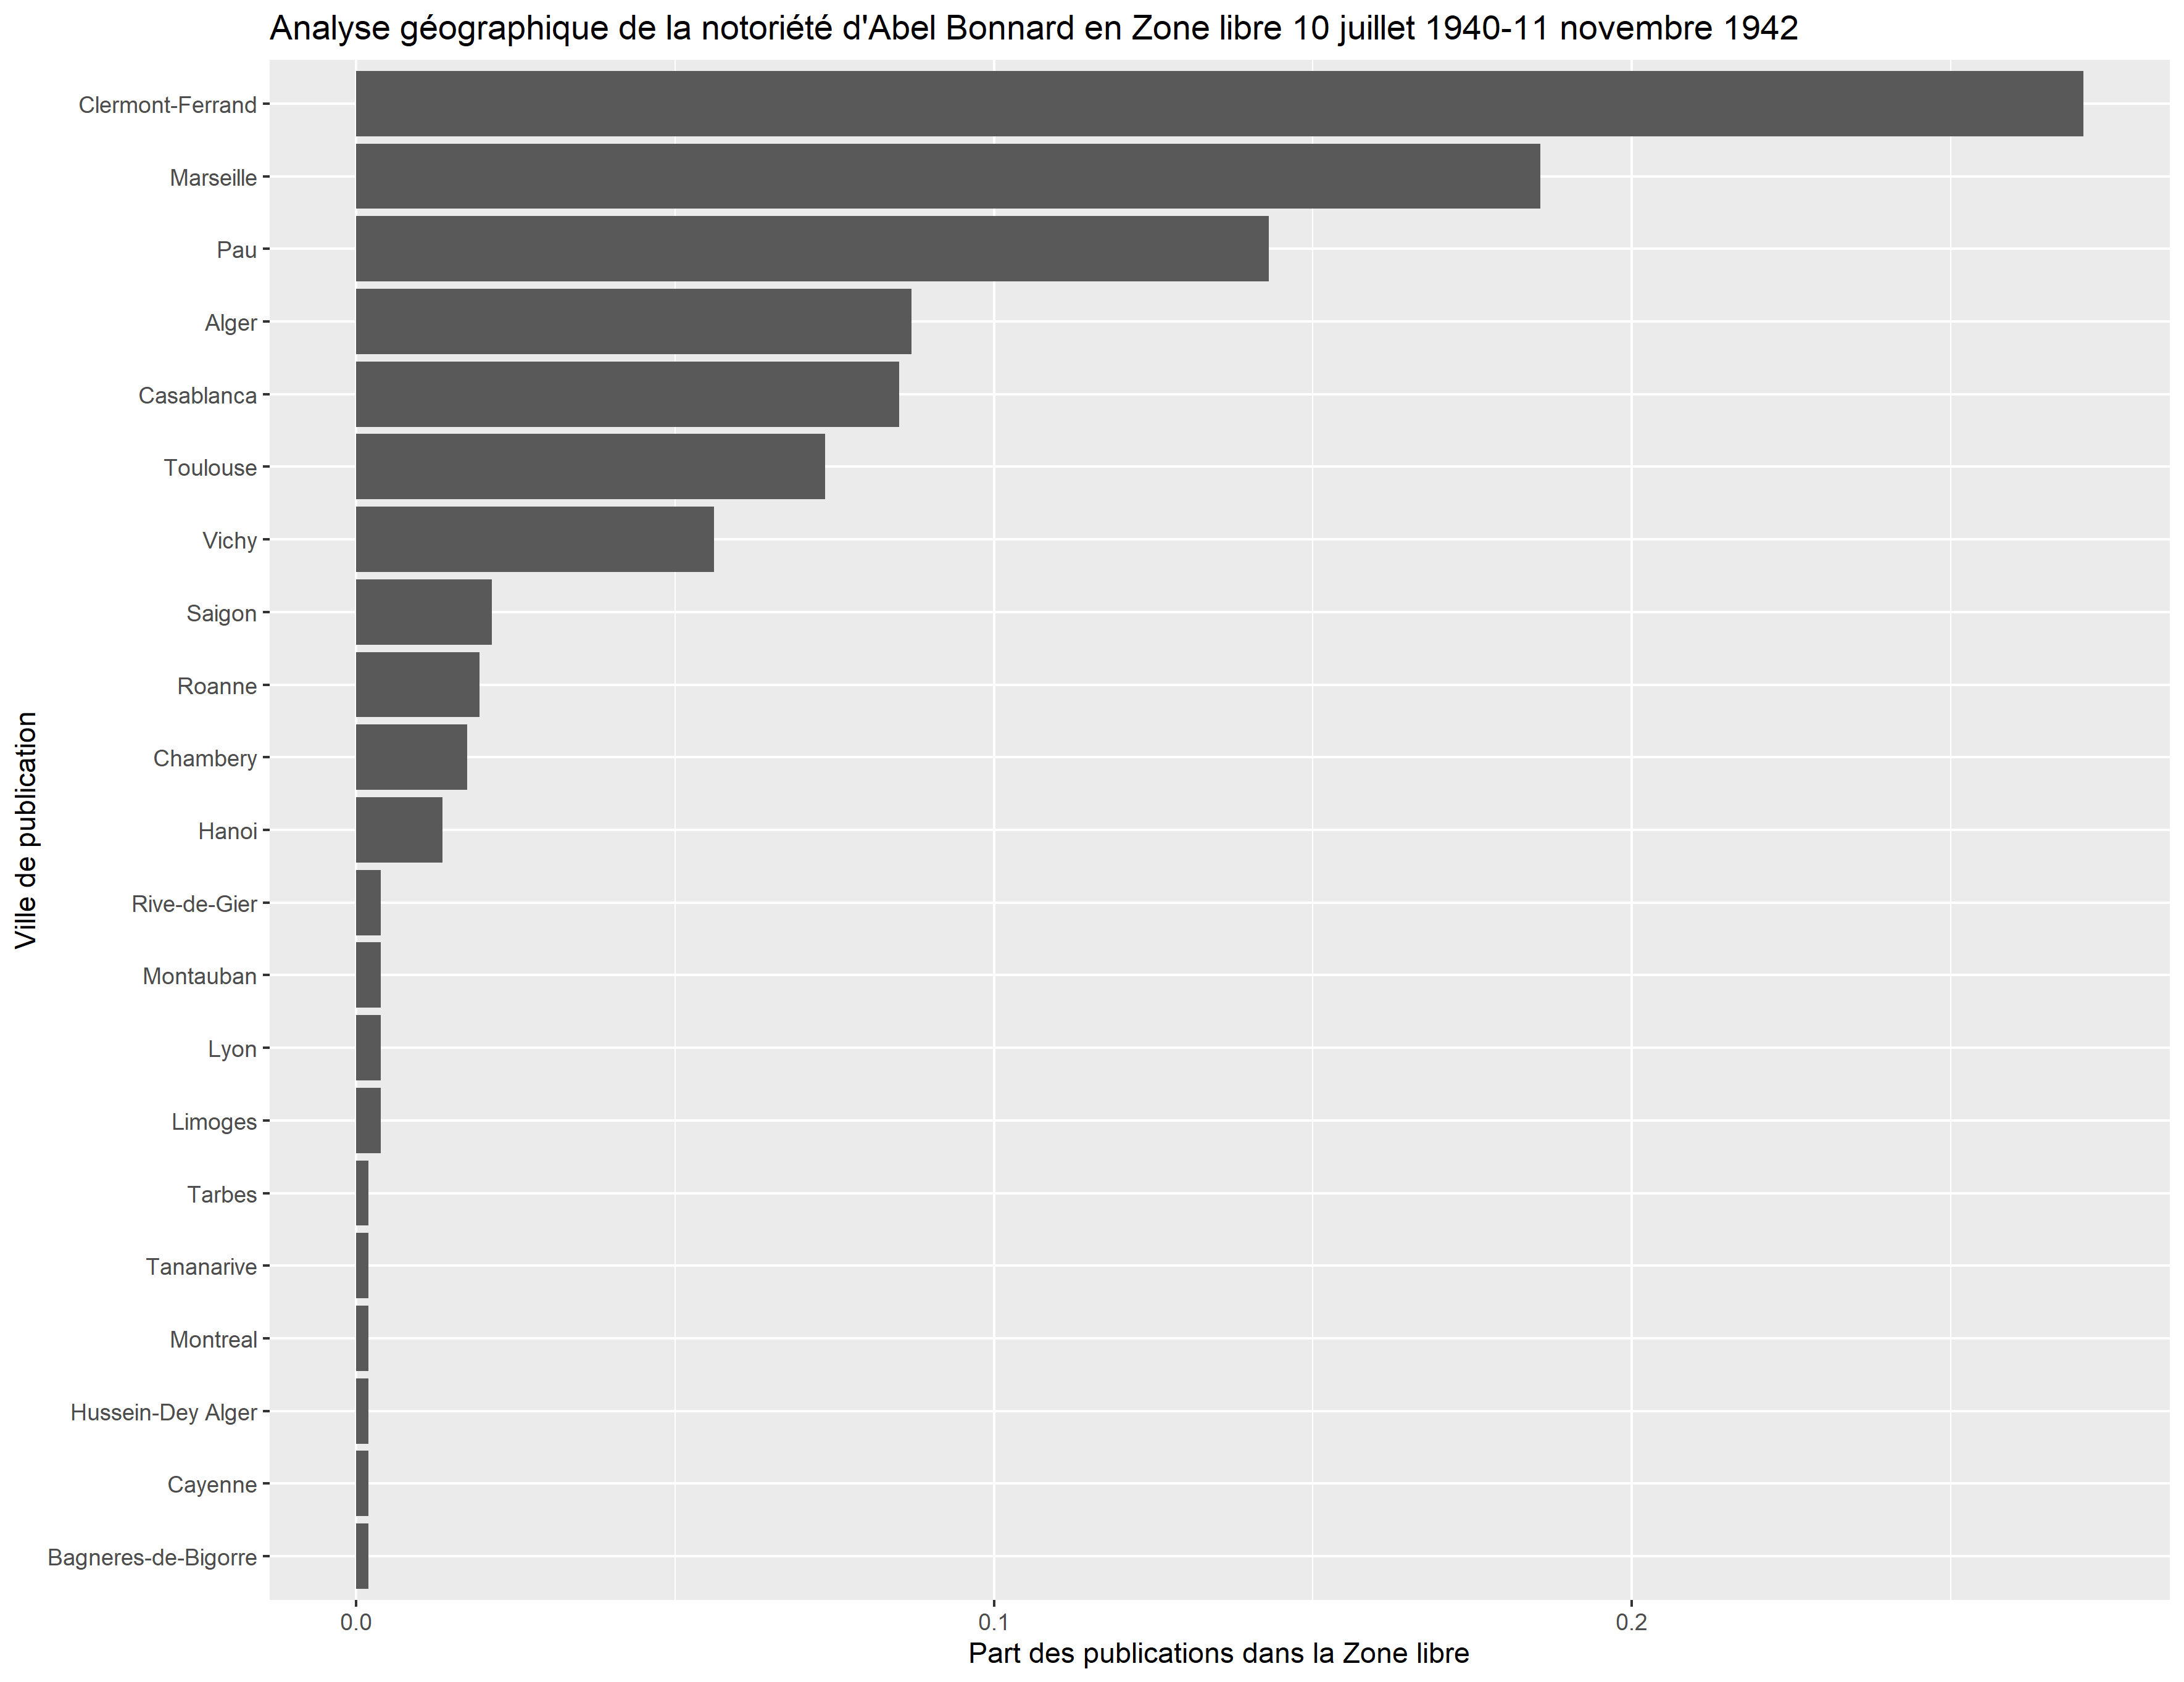 Analyse géographique de la notoriété d'Abel Bonnard en Zone libre 10 juillet 1940-11 novembre 1942
Ville de publication
Clermont-Ferrand
Marseille
Pau
Alger
Casablanca
Toulouse
Vichy
Saigon
Roanne
Chambery
Hanoi
Rive-de-Gier
Montauban
Lyon
Limoges
Tarbes
Tananarive
Montreal
Hussein-Dey Alger
Cayenne
Bagneres-de-Bigorre
0.0 0.1 0.2
Part des publications dans la Zone libre